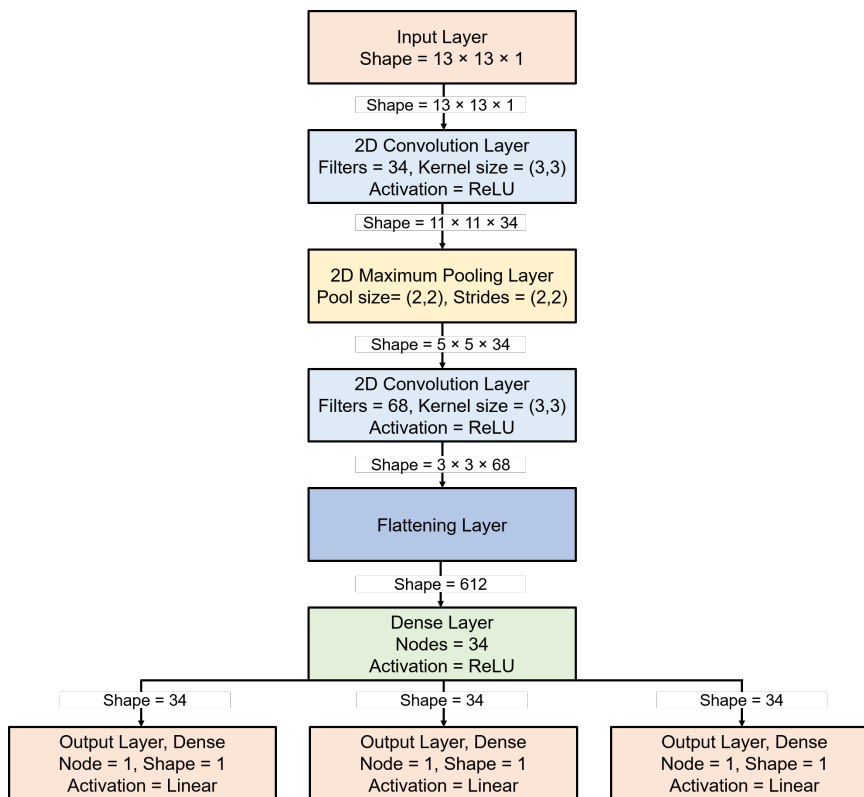 Input Layer
Shape = 13 × 13 × 1
Shape = 13 × 13 × 1
2D Convolution Layer
Filters = 34, Kernel size = (3,3)
Activation = ReLU
Shape = 11 × 11 × 34
2D Maximum Pooling Layer
Pool size= (2,2), Strides = (2,2)
Shape = 5 × 5 × 34
2D Convolution Layer
Filters = 68, Kernel size = (3,3)
Activation = ReLU
Shape = 3 × 3 × 68
Flattening Layer
Shape = 612
Dense Layer
Nodes = 34
Activation = ReLU
Shape = 34
Shape = 34
Shape = 34
Output Layer, Dense
Node = 1, Shape = 1
Activation = Linear
Output Layer, Dense
Node = 1, Shape = 1
Activation = Linear
Output Layer, Dense
Node = 1, Shape = 1
Activation = Linear